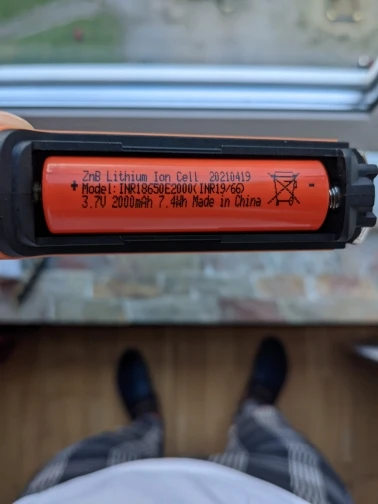 ZnB Lithium Ion Cell 20210419
+ Model: INR18650E2000(INR19/66) -
3.7V 2000mAh 7.4Wh Made in China